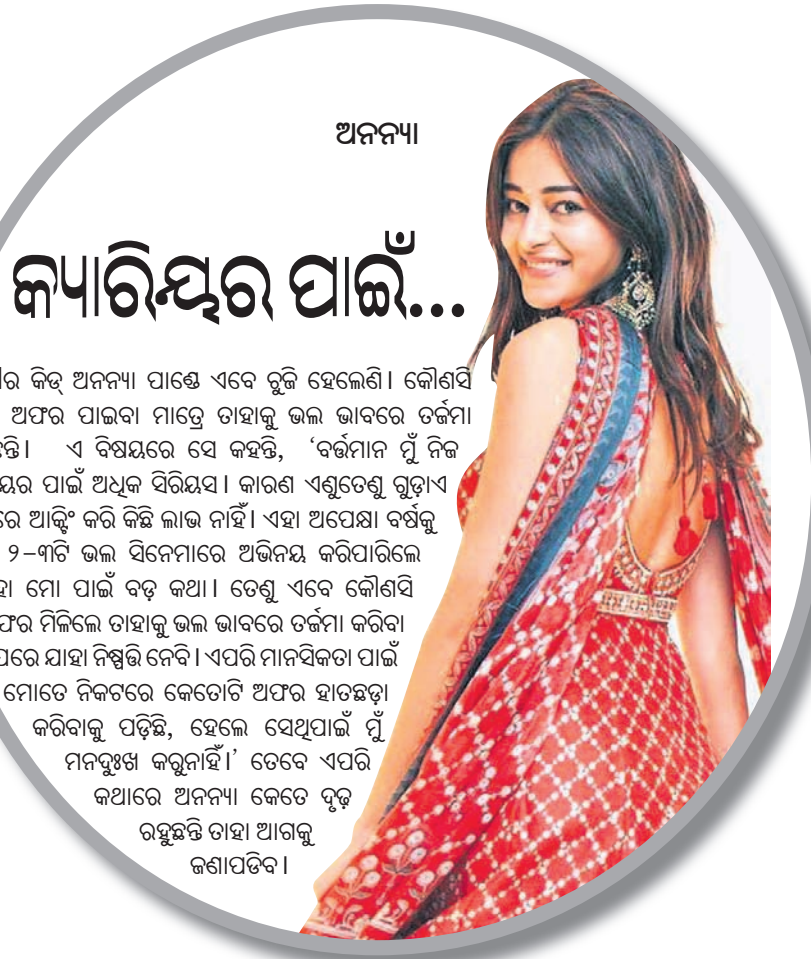 ଅନନ୍ୟା
କ୍ୟାରିୟର ପାଇଁ...
କିଡ୍ ଅନନ୍ୟା ପାଣ୍ଡେ ଏବେ ଚୁଜି ହେଲେଣି। କୌଣସି
ଅଫର ପାଇବା ମାତ୍ରେ ତାହାକୁ ଭଲ ଭାବରେ ତର୍ଜମା
ଏ ବିଷୟରେ ସେ କହନ୍ତି, ‘ବର୍ତ୍ତମାନ ମୁଁ ନିଜ
ପାଇଁ ଅଧିକ ସିରିୟସ। କାରଣ ଏଣୁତେଣୁ ଗୁଡ଼ାଏ
ଆକ୍ଟିଂ କରି କିଛି ଲାଭ ନାହିଁ। ଏହା ଅପେକ୍ଷା ବର୍ଷକୁ
୨–୩ଟି ଭଲ ସିନେମାରେ ଅଭିନୟ କରିପାରିଲେ
ମୋ ପାଇଁ ବଡ଼ କଥା। ତେଣୁ ଏବେ କୌଣସି
ମିଳିଲେ ତାହାକୁ ଭଲ ଭାବରେ ତର୍ଜମା କରିବା
ପରେ ଯାହା ନିଷ୍ପତ୍ତି ନେବି। ଏପରି ମାନସିକତା ପାଇଁ
ମୋତେ ନିକଟରେ କେତୋଟି ଅଫର ହାତଛଡ଼ା
କରିବାକୁ ପଡ଼ିଛି, ହେଲେ ସେଥିପାଇଁ ମୁଁ
ମନଦୁଃଖ କରୁନାହିଁ।’ ତେବେ ଏପରି
କଥାରେ ଅନନ୍ୟା କେତେ ଦୃଢ଼
ରହୁଛନ୍ତି ତାହା ଆଗକୁ
ଜଣାପଡିବ।